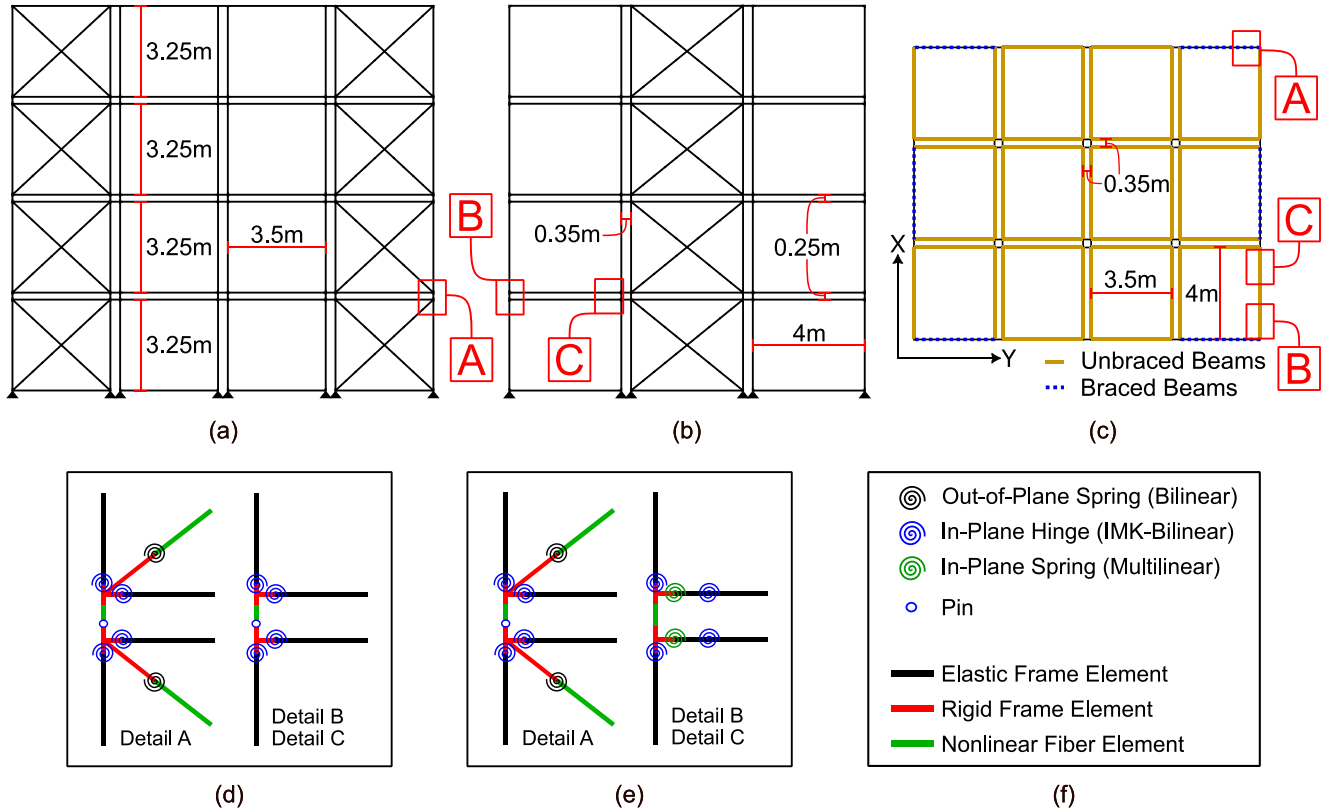 3.25m
3.25m
3.25m
3.25m
3.5m
A
(a)
B
C
0.35m
0.25m
4m
(b)
A
0.35m
C
X
3.5m
4m
Y
B
Unbraced Beams
Braced Beams
(c)
Detail A
Detail B
Detail C
(d)
Detail A
Detail B
Detail C
(e)
Out-of-Plane Spring (Bilinear)
In-Plane Hinge (IMK-Bilinear)
In-Plane Spring (Multilinear)
Pin
Elastic Frame Element
Rigid Frame Element
Nonlinear Fiber Element
(f)